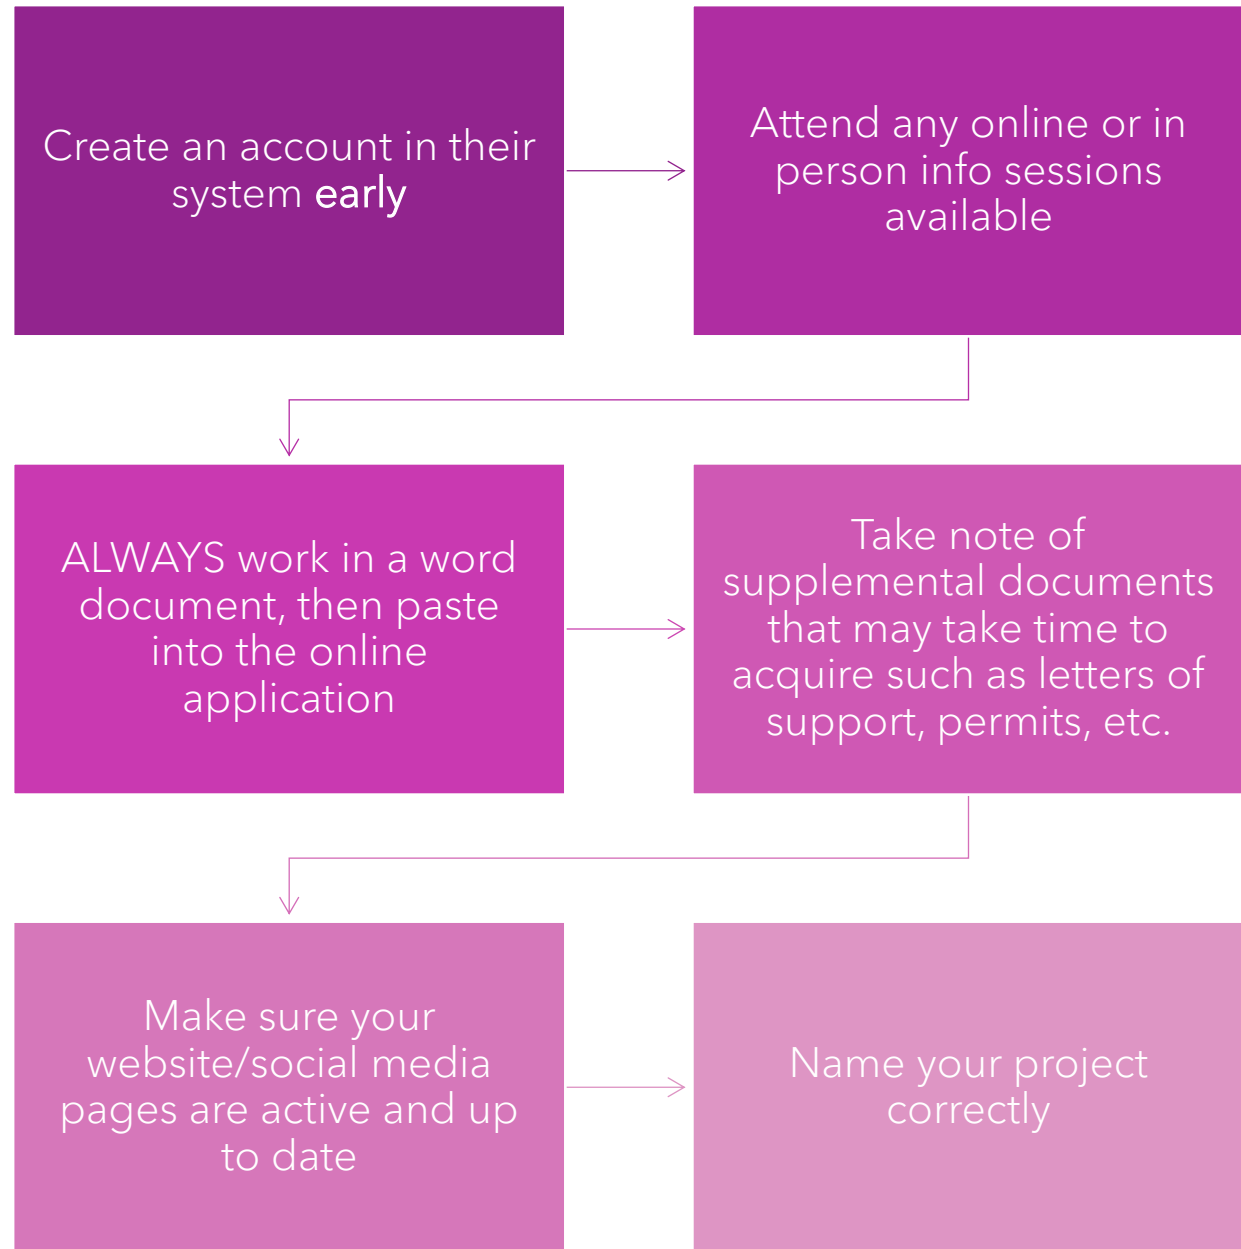 Create an account in their
system early
Attend any online or in
person info sessions
available
ALWAYS work in a word
document, then paste
into the online
application
Take note of
supplemental documents
that may take time to
acquire such as letters of
support, permits, etc.
Make sure your
website/social media
pages are active and up
to date
Name your project
correctly